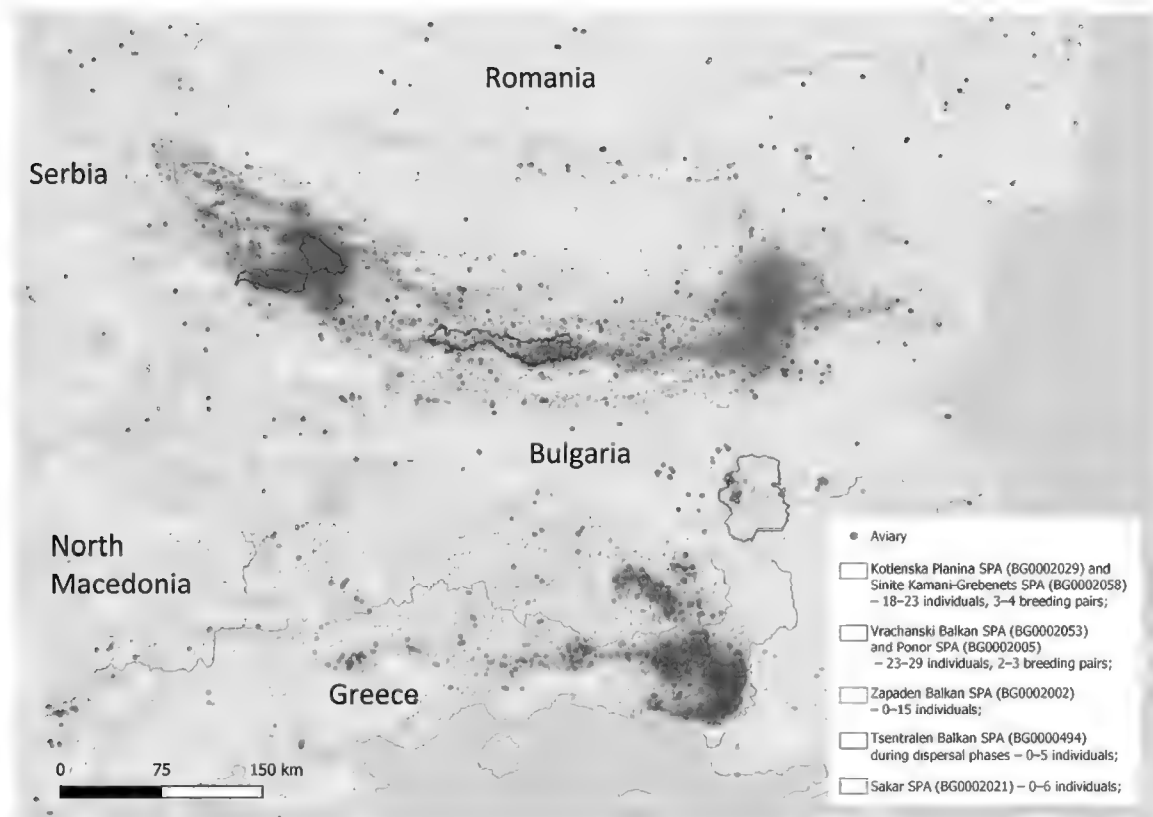 Romania
Serbia
Bulgaria
North
Macedonia
Greece
0 75 150 km
Aviary
Kotlenska Planina SPA (BG0002029) and
Sinite Kamani-Grebenets SPA (BG0002058)
– 18–23 individuals, 3–4 breeding pairs;
Vrachanski Balkan SPA (BG0002053)
and Ponor SPA (BG0002005)
– 23–29 individuals, 2–3 breeding pairs;
Zapaden Balkan SPA (BG0002002)
– 0–15 individuals;
Tsentralen Balkan SPA (BG0000494)
during dispersal phases – 0–5 individuals;
Sakar SPA (BG0002021) – 0–6 individuals;